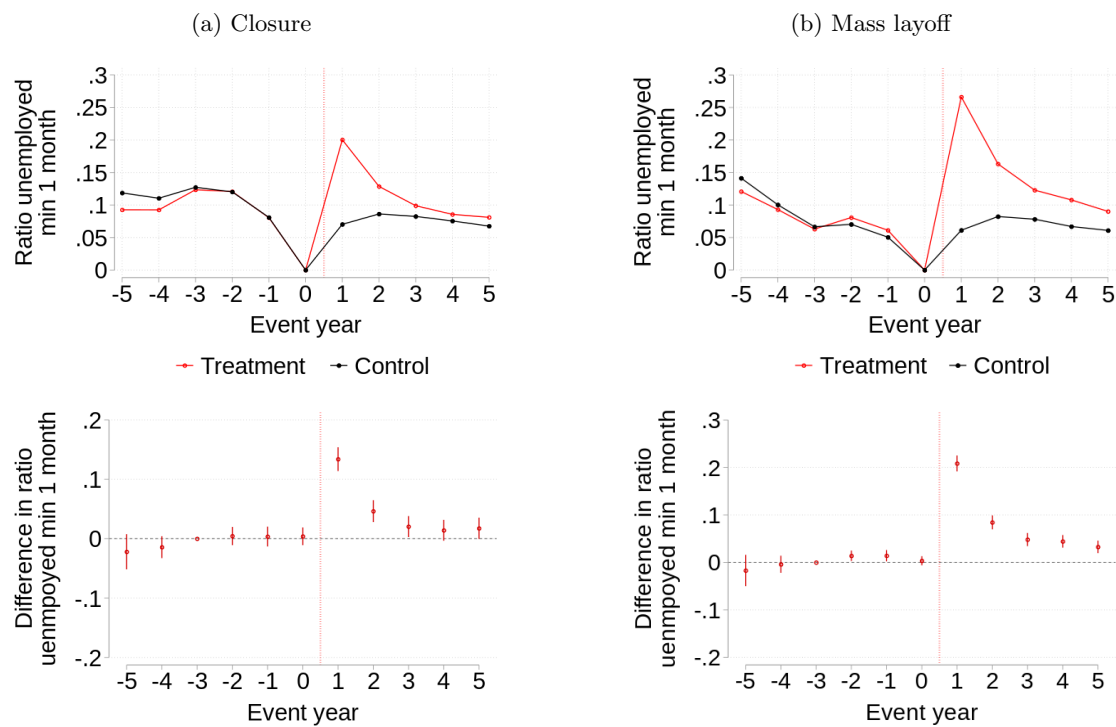 (a) Closure
Ratio unemployed
min 1 month
.3
.25
.2
.15
.1
.05
0
-5 -4 -3 -2 -1 0 1 2 3 4 5
Event year
Treatment Control
Difference in ratio
uenmpoyed min 1 month
.2
.1
0
-.1
-.2
-5 -4 -3 -2 -1 0 1 2 3 4 5
Event year
(b) Mass layoff
Ratio unemployed
min 1 month
.3
.25
.2
.15
.1
.05
0
-5 -4 -3 -2 -1 0 1 2 3 4 5
Event year
Treatment Control
Difference in ratio
uenmpoyed min 1 month
.3
.2
.1
0
-.1
-.2
-5 -4 -3 -2 -1 0 1 2 3 4 5
Event year